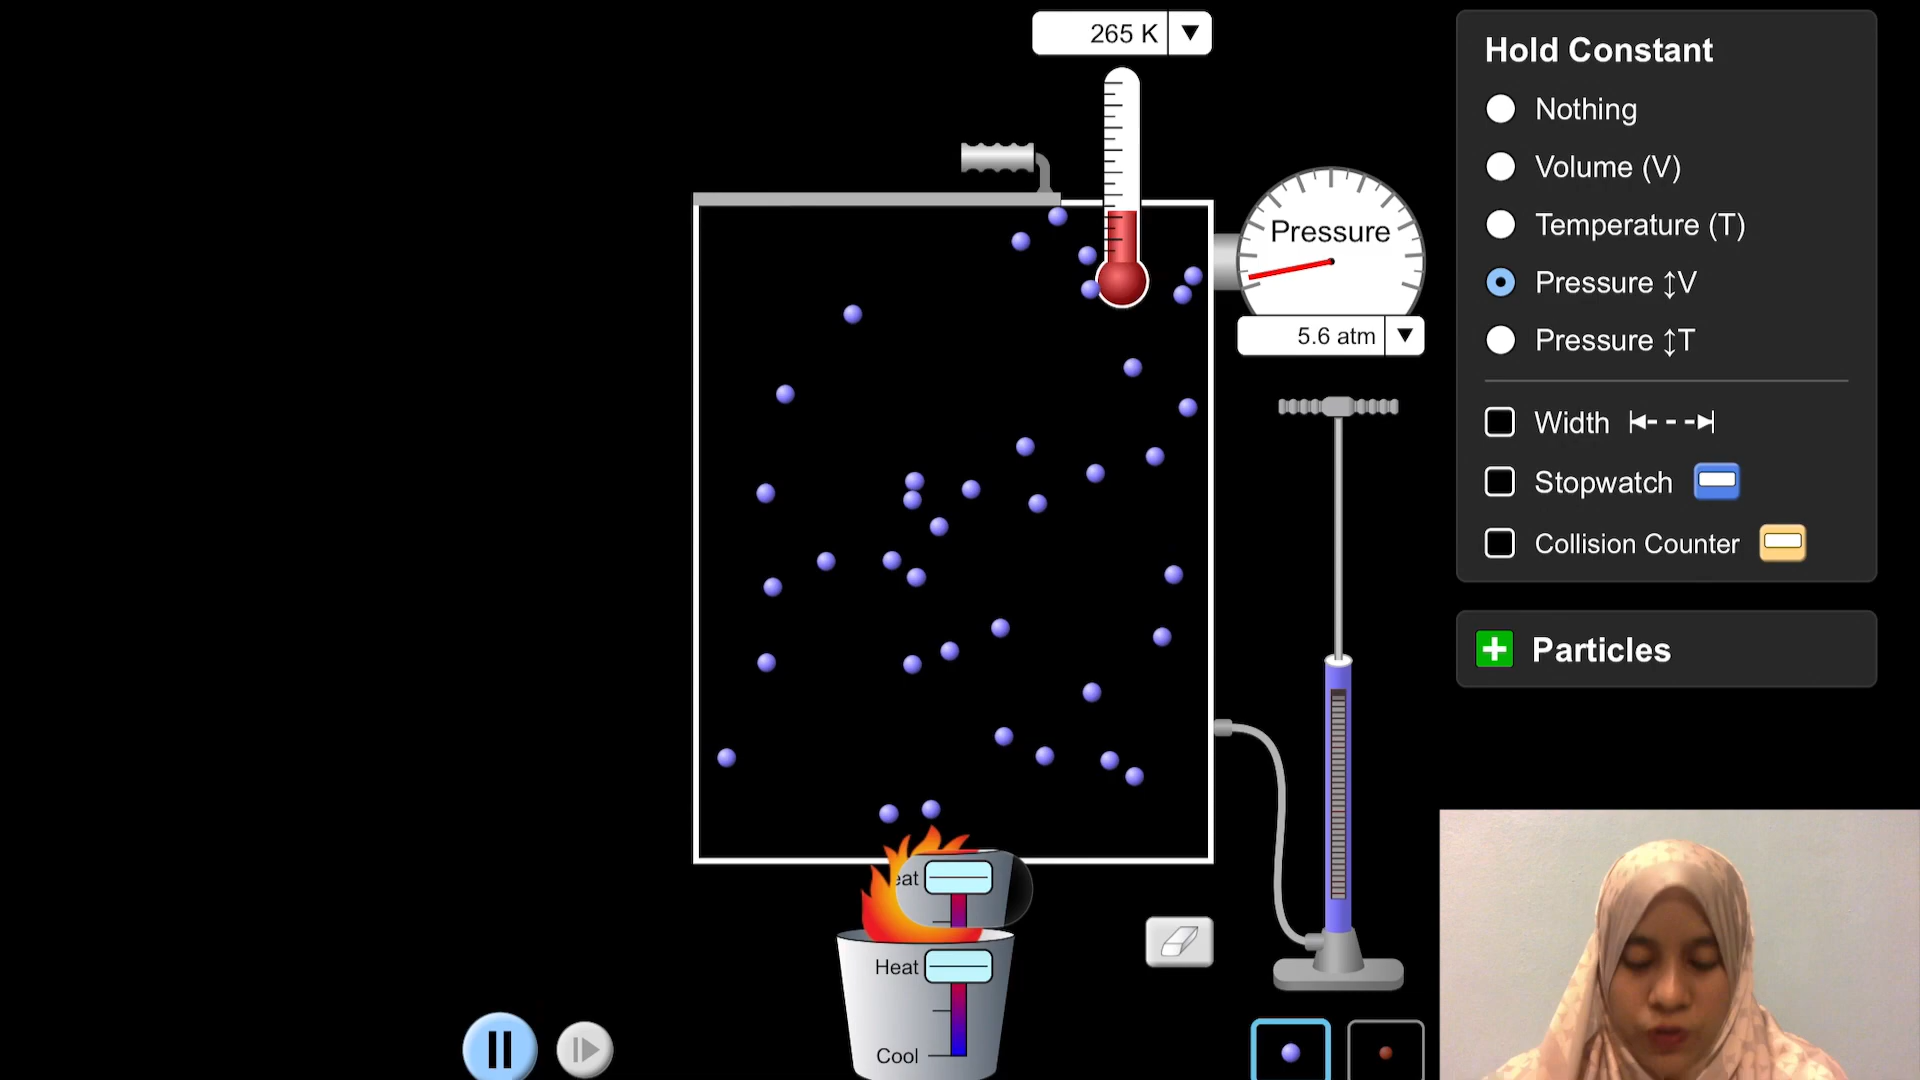 265 K ▼
Hold Constant
Nothing
Volume (V)
Temperature (T)
Pressure ↕V
Pressure ↕T
Width
Stopwatch
Collision Counter
Particles
Pressure
5.6 atm ▼
eat
Heat
Cool